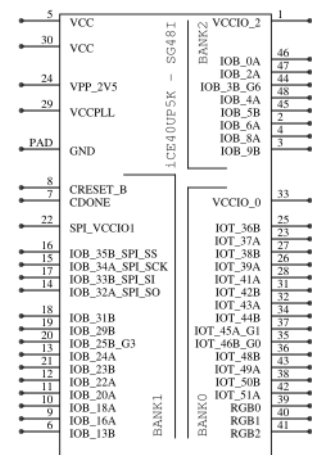 5 VCC
30 VCC
24 VPP_2V5
29 VCCPLL
PAD GND
8 CRESET_B
7 CDONE
22 SPI_VCCIO1
16 IOB_35B_SPI_SS
15 IOB_34A_SPI_SCK
17 IOB_33B_SPI_SI
14 IOB_32A_SPI_SO
18 IOB_31B
19 IOB_29B
20 IOB_25B_G3
13 IOB_24A
21 IOB_23B
12 IOB_22A
11 IOB_20A
10 IOB_18A
9 IOB_16A
6 IOB_13B
BANK1
iCE40UP5K - SG48I
BANK2
VCCIO_2 1
IOB_0A 46
IOB_2A 47
IOB_3B_G6 44
IOB_4A 48
IOB_5B 45
IOB_6A 2
IOB_8A 4
IOB_9B 3
VCCIO_0 33
IOT_36B 25
IOT_37A 23
IOT_38B 27
IOT_39A 26
IOT_41A 28
IOT_42B 31
IOT_43A 32
IOT_44B 34
IOT_45A_G1 37
IOT_46B_G0 35
IOT_48B 36
IOT_49A 43
IOT_50B 38
IOT_51A 42
RGB0 39
RGB1 40
RGB2 41
BANK0